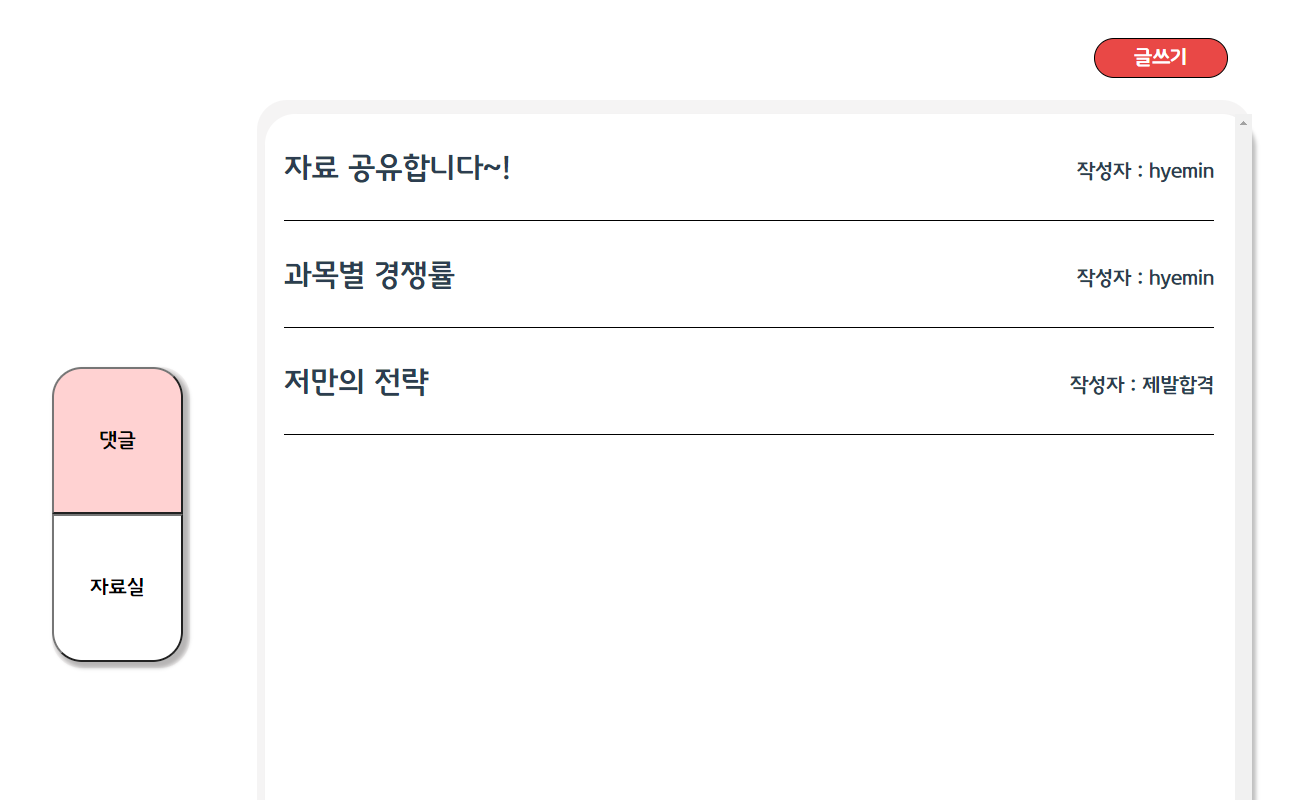 글쓰기
자료 공유합니다~!
작성자 : hyemin
과목별 경쟁률
작성자 : hyemin
저만의 전략
작성자 : 제발합격
댓글
자료실